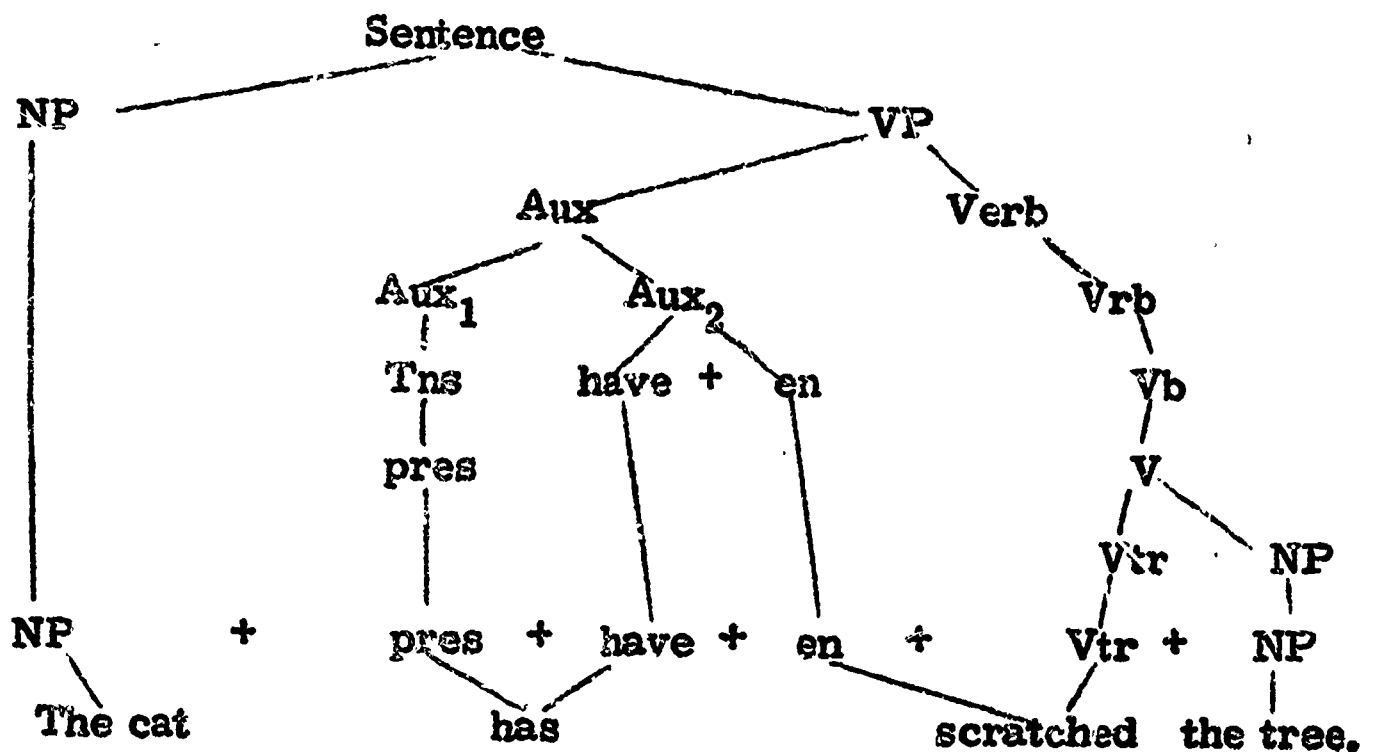 Sentence
NP VP
Aux Verb
Aux1 Aux2 Vrb
Tns have + en Vb
pres V
Vtr NP
NP + pres + have + en + Vtr + NP
The cat has scratched the tree.